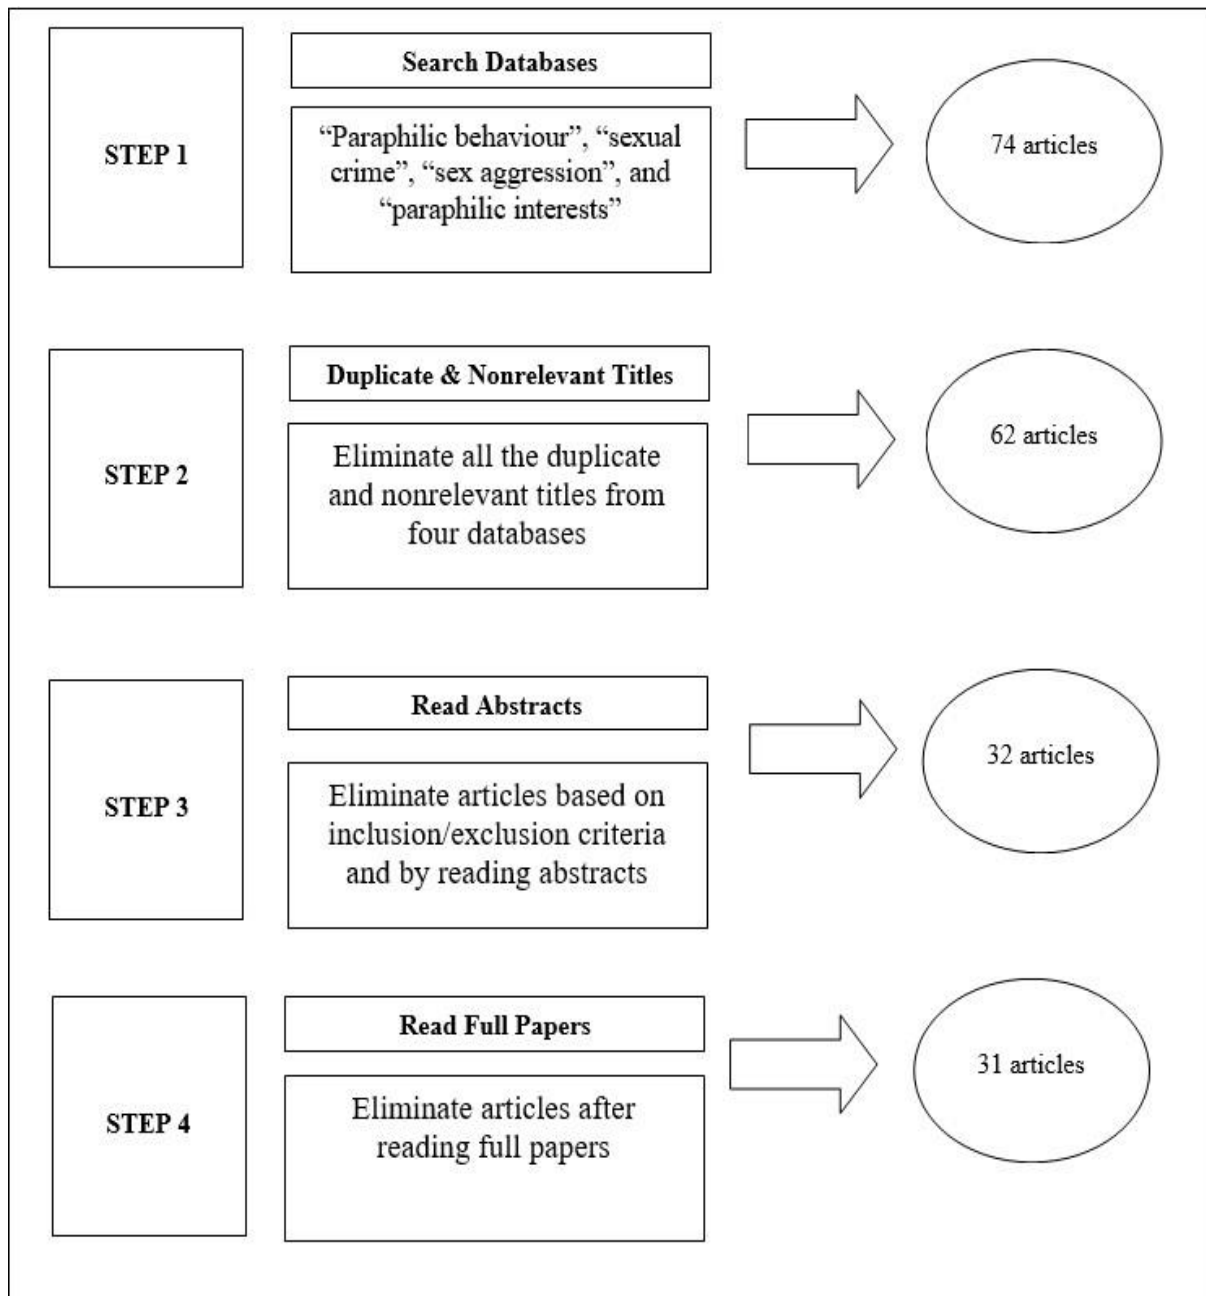 STEP 1
Search Databases
“Paraphilic behaviour”, “sexual
crime”, “sex aggression”, and
“paraphilic interests”
74 articles
STEP 2
Duplicate & Nonrelevant Titles
Eliminate all the duplicate
and nonrelevant titles from
four databases
62 articles
STEP 3
Read Abstracts
Eliminate articles based on
inclusion/exclusion criteria
and by reading abstracts
32 articles
STEP 4
Read Full Papers
Eliminate articles after
reading full papers
31 articles